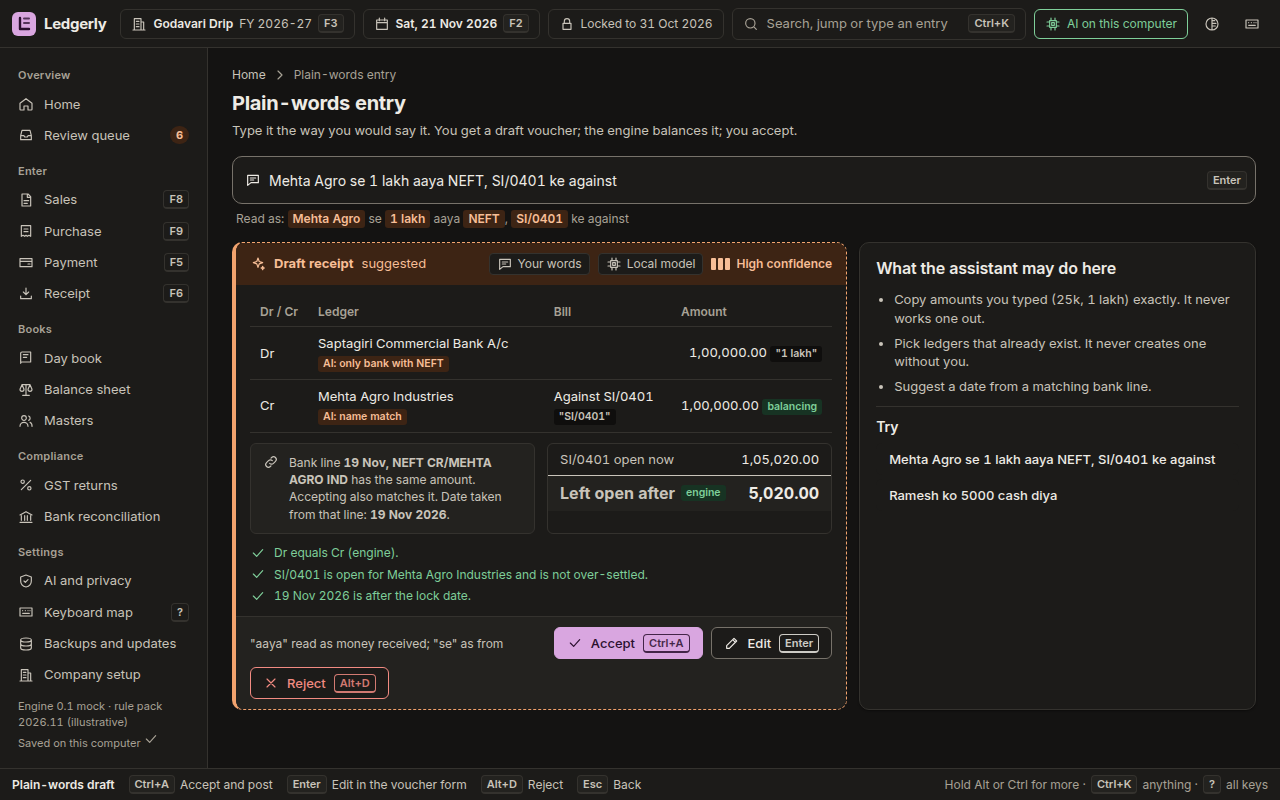 Ledgerly
Godavari Drip FY 2026-27 F3
Sat, 21 Nov 2026 F2
Locked to 31 Oct 2026
Search, jump or type an entry Ctrl+K
AI on this computer
Overview
Home
Review queue 6
Enter
Sales F8
Purchase F9
Payment F5
Receipt F6
Books
Day book
Balance sheet
Masters
Compliance
GST returns
Bank reconciliation
Settings
AI and privacy
Keyboard map ?
Backups and updates
Company setup
Engine 0.1 mock · rule pack
2026.11 (illustrative)
Saved on this computer
Home > Plain-words entry
Plain-words entry
Type it the way you would say it. You get a draft voucher; the engine balances it; you accept.
Mehta Agro se 1 lakh aaya NEFT, SI/0401 ke against Enter
Read as: Mehta Agro se 1 lakh aaya NEFT, SI/0401 ke against
Draft receipt suggested Your words Local model High confidence
Dr / Cr Ledger Bill Amount
Dr Saptagiri Commercial Bank A/c 1,00,000.00 "1 lakh"
AI: only bank with NEFT
Cr Mehta Agro Industries Against SI/0401 1,00,000.00 balancing
AI: name match "SI/0401"
Bank line 19 Nov, NEFT CR/MEHTA
AGRO IND has the same amount.
Accepting also matches it. Date taken
from that line: 19 Nov 2026.
SI/0401 open now 1,05,020.00
Left open after engine 5,020.00
Dr equals Cr (engine).
SI/0401 is open for Mehta Agro Industries and is not over-settled.
19 Nov 2026 is after the lock date.
"aaya" read as money received; "se" as from
Accept Ctrl+A
Edit Enter
Reject Alt+D
What the assistant may do here
• Copy amounts you typed (25k, 1 lakh) exactly. It never
works one out.
• Pick ledgers that already exist. It never creates one
without you.
• Suggest a date from a matching bank line.
Try
Mehta Agro se 1 lakh aaya NEFT, SI/0401 ke against
Ramesh ko 5000 cash diya
Plain-words draft Ctrl+A Accept and post Enter Edit in the voucher form Alt+D Reject Esc Back
Hold Alt or Ctrl for more · Ctrl+K anything · ? all keys